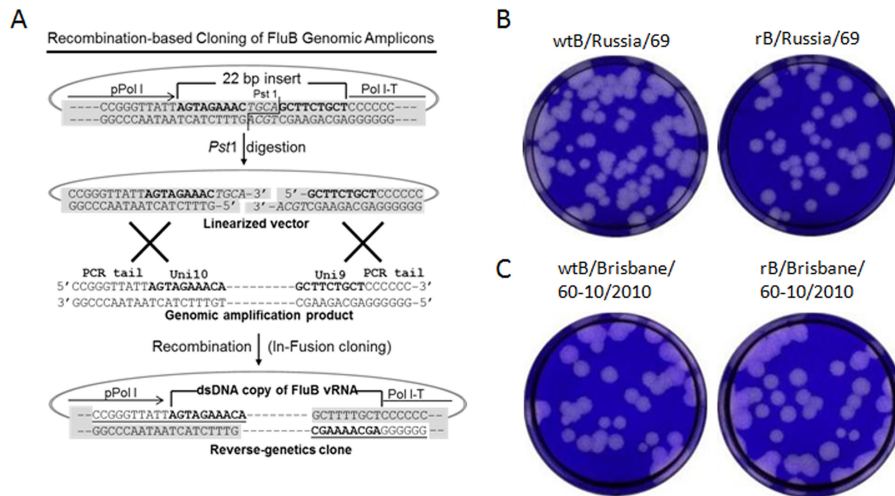 A
Recombination-based Cloning of FluB Genomic Amplicons
pPol I
22 bp insert
Pol I-T
Pst 1
----CCGGGTTATTAGTAGAAACTGCAGCTTCTGCTCCCCCC----
GGCCCAATAATCATCTTTGACGTCGAAGACGAGGGGGG---
Pst1 digestion
CCGGGTTATTAGTAGAAACTGCA-3' 5'-GCTTCTGCTCCCCCC
GGCCCAATAATCATCTTTG-5' 3'-ACGTCGAAGACGAGGGGGG
Linearized vector
PCR tail Uni10 Uni9 PCR tail
5'CCGGGTTATTAGTAGAAACA----------GCTTCTGCTCCCCCC-3'
3'GGCCCAATAATCATCTTTGT----------CGAAGACGAGGGGGG-5'
Genomic amplification product
Recombination (In-Fusion cloning)
pPol I
dsDNA copy of FluB vRNA
Pol I-T
--CCGGGTTATTAGTAGAAACA---------GCTTTTGCTCCCCCC--
GGCCCAATAATCATCTTTG---------CGAAAACGAGGGGGG
Reverse-genetics clone
B
wtB/Russia/69
rB/Russia/69
C
wtB/Brisbane/
60-10/2010
rB/Brisbane/
60-10/2010